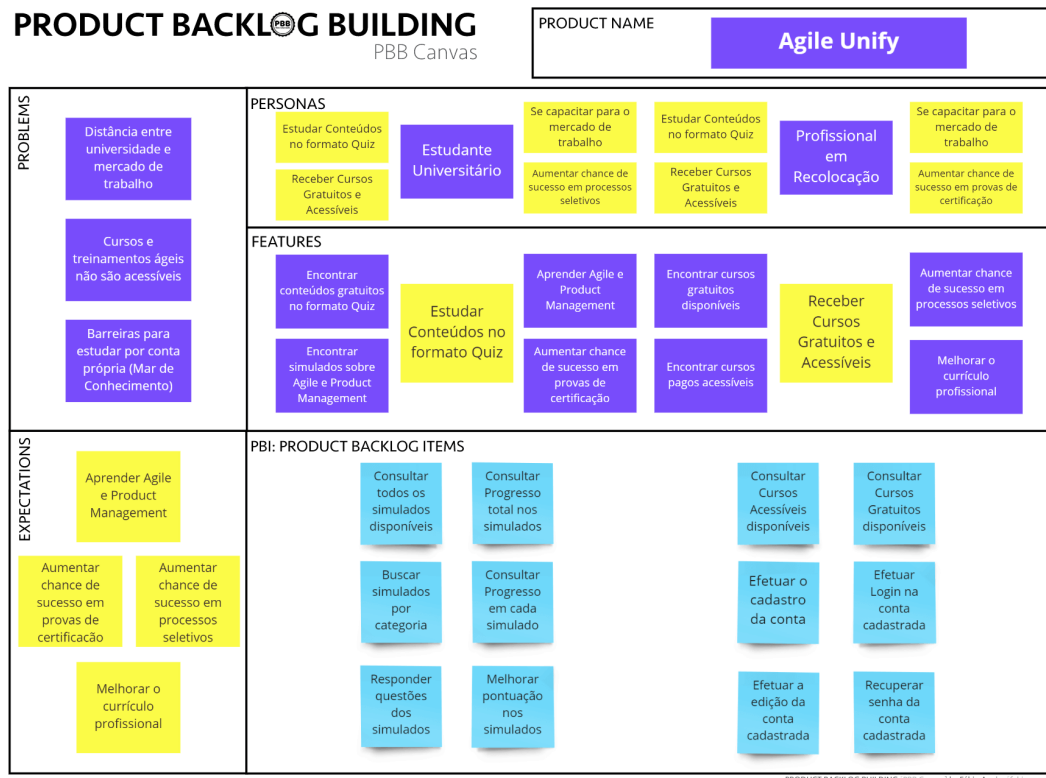 PRODUCT BACKLOG BUILDING
PBB
PBB Canvas
PRODUCT NAME
Agile Unify
PROBLEMS
Distância entre
universidade e
mercado de
trabalho
Cursos e
treinamentos ágeis
não são acessíveis
Barreiras para
estudar por conta
própria (Mar de
Conhecimento)
PERSONAS
Estudar Conteúdos
no formato Quiz
Receber Cursos
Gratuitos e
Acessíveis
Estudante
Universitário
Se capacitar para o
mercado de
trabalho
Aumentar chance de
sucesso em processos
seletivos
Estudar Conteúdos
no formato Quiz
Receber Cursos
Gratuitos e
Acessíveis
Profissional
em
Recolocação
Se capacitar para o
mercado de
trabalho
Aumentar chance de
sucesso em provas de
certificação
FEATURES
Encontrar
conteúdos gratuitos
no formato Quiz
Encontrar
simulados sobre
Agile e Product
Management
Estudar
Conteúdos no
formato Quiz
Aprender Agile e
Product
Management
Aumentar chance
de sucesso em
provas de
certificação
Encontrar cursos
gratuitos
disponíveis
Encontrar cursos
pagos acessíveis
Receber
Cursos
Gratuitos e
Acessíveis
Aumentar chance
de sucesso em
processos seletivos
Melhorar o
currículo
profissional
EXPECTATIONS
Aprender Agile
e Product
Management
Aumentar
chance de
sucesso em
provas de
certificação
Aumentar
chance de
sucesso em
processos
seletivos
Melhorar o
currículo
profissional
PBI: PRODUCT BACKLOG ITEMS
Consultar
todos os
simulados
disponíveis
Consultar
Progresso
total nos
simulados
Buscar
simulados
por
categoria
Consultar
Progresso
em cada
simulado
Responder
questões
dos
simulados
Melhorar
pontuação
nos
simulados
Consultar
Cursos
Acessíveis
disponíveis
Consultar
Cursos
Gratuitos
disponíveis
Efetuar o
cadastro
da conta
Efetuar
Login na
conta
cadastrada
Efetuar a
edição da
conta
cadastrada
Recuperar
senha da
conta
cadastrada
PRODUCT BACKLOG BUILDING